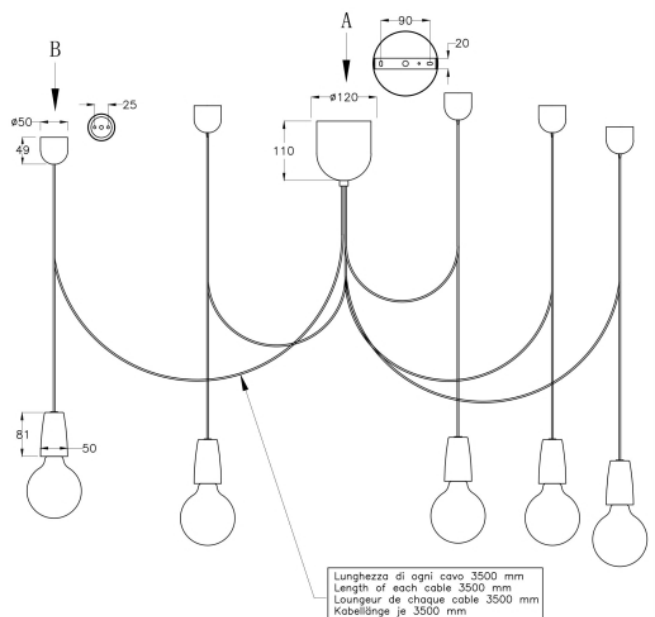 A
90
B
20
25
ø50
ø120
49
110
81
50
Lunghezza di ogni cavo 3500 mm
Length of each cable 3500 mm
Loungeur de chaque cable 3500 mm
Kabellänge je 3500 mm